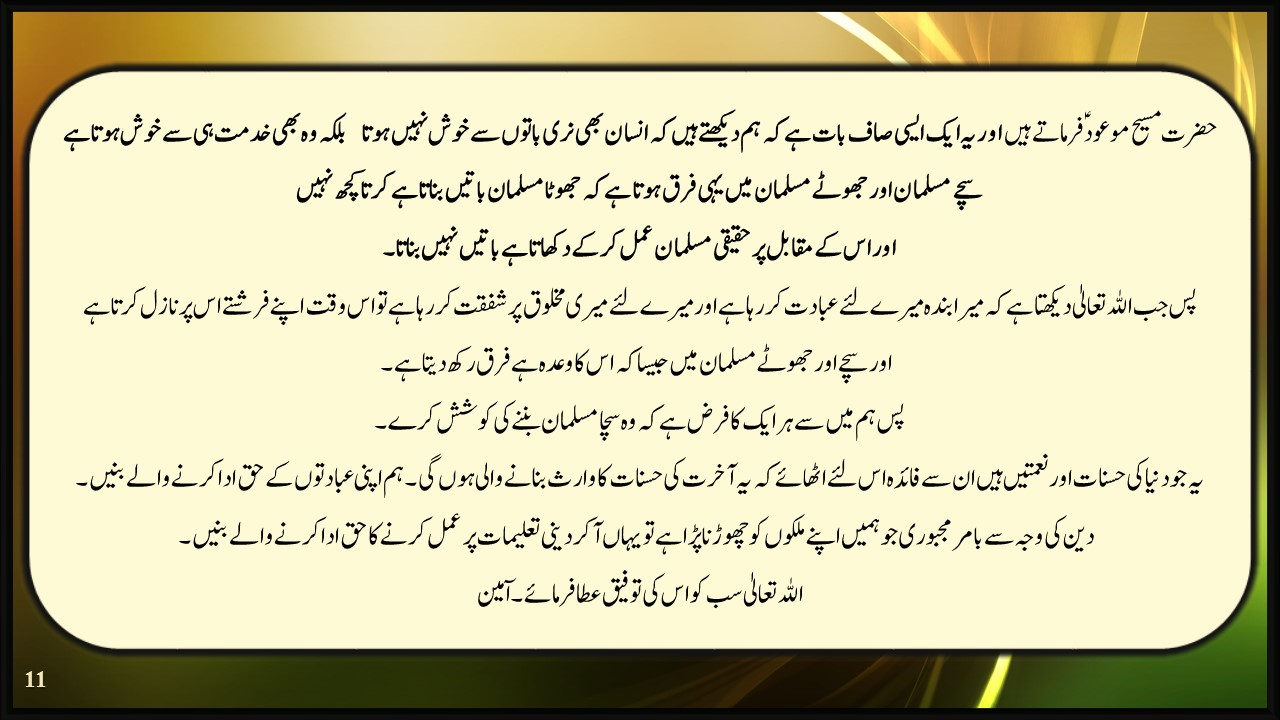 حضرت مسیح موعودؑ فرماتے ہیں اور یہ ایک ایسی صاف بات ہے کہ ہم دیکھتے ہیں کہ انسان بھی نری باتوں سے خوش نہیں ہوتا بلکہ وہ بھی خدمت ہی سے خوش ہوتا ہے
سچے مسلمان اور جھوٹے مسلمان میں یہی فرق ہوتا ہے کہ جھوٹا مسلمان باتیں بناتا ہے کرتا کچھ نہیں
اور اس کے مقابل پر حقیقی مسلمان عمل کر کے دکھاتا ہے باتیں نہیں بناتا۔
پس جب اللہ تعالیٰ دیکھتا ہے کہ میرا بندہ میرے لئے عبادت کر رہا ہے اور میرے لئے میری مخلوق پر شفقت کر رہا ہے تو اس وقت اپنے فرشتے اس پر نازل کرتا ہے
اور سچے اور جھوٹے مسلمان میں جیسا کہ اس کا وعدہ ہے فرق رکھ دیتا ہے۔
پس ہم میں سے ہر ایک کا فرض ہے کہ وہ سچا مسلمان بننے کی کوشش کرے۔
یہ جو دنیا کی حسنات اور نعمتیں ہیں ان سے فائدہ اس لئے اٹھائے کہ یہ آخرت کی حسنات کا وارث بنانے والی ہوں گی۔ ہم اپنی عبادتوں کے حق ادا کرنے والے بنیں۔
دین کی وجہ سے بامر مجبوری جو ہمیں اپنے ملکوں کو چھوڑنا پڑا ہے تو یہاں آ کر دینی تعلیمات پر عمل کرنے کا حق ادا کرنے والے بنیں۔
اللہ تعالیٰ سب کو اس کی توفیق عطا فرمائے۔ آمین
11